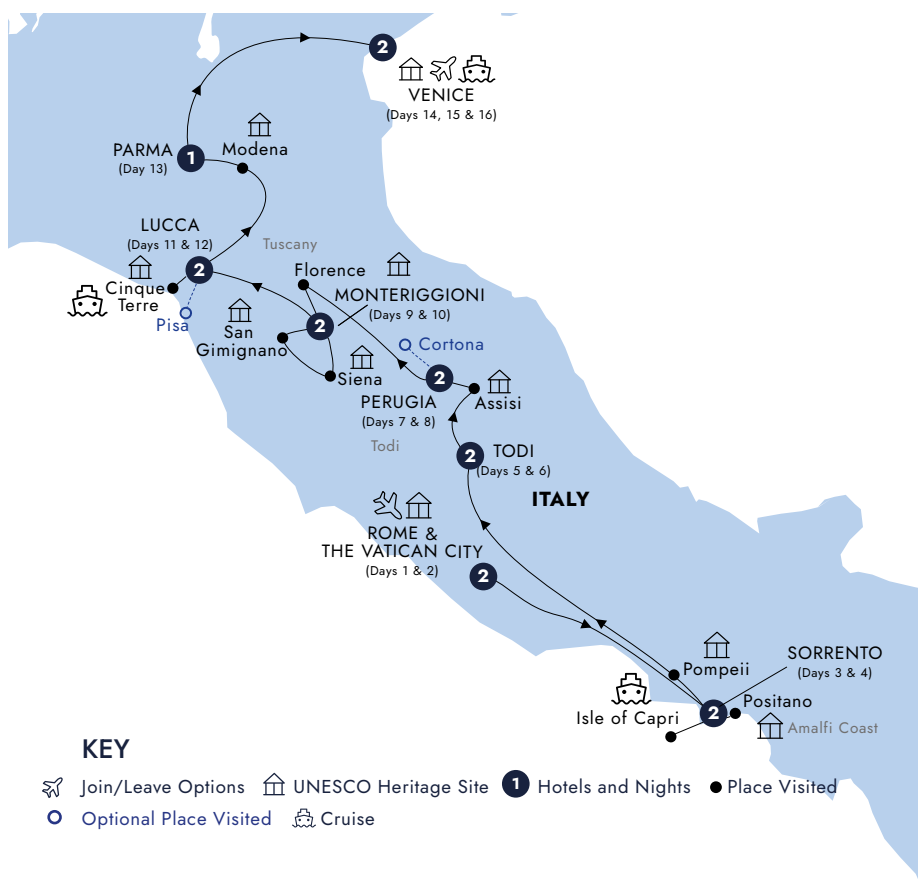 2
VENICE
(Days 14, 15 & 16)
PARMA
(Day 13)
1
Modena
LUCCA
(Days 11 & 12)
2
Tuscany
Cinque
Terre
Pisa
Florence
MONTERIGGIONI
(Days 9 & 10)
2
San
Gimignano
Siena
Cortona
2
PERUGIA
(Days 7 & 8)
Assisi
Todi
2
TODI
(Days 5 & 6)
ITALY
ROME &
THE VATICAN CITY
(Days 1 & 2)
2
Pompeii
SORRENTO
(Days 3 & 4)
Isle of Capri
2
Positano
Amalfi Coast
KEY
Join/Leave Options
UNESCO Heritage Site
1
Hotels and Nights
Place Visited
Optional Place Visited
Cruise